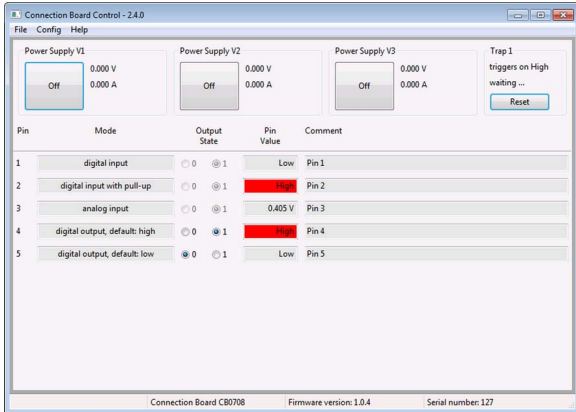 Connection Board Control - 2.4.0
File Config Help
Power Supply V1 Power Supply V2 Power Supply V3 Trap 1
Off 0.000 V 0.000 A Off 0.000 V 0.000 A Off 0.000 V 0.000 A triggers on High
waiting ...
Reset
Pin Mode Output State Pin Value Comment
1 digital input 0 1 Low Pin 1
2 digital input with pull-up 0 1 High Pin 2
3 analog input 0 1 0.405 V Pin 3
4 digital output, default: high 0 1 High Pin 4
5 digital output, default: low 0 1 Low Pin 5
Connection Board CB0708 Firmware version: 1.0.4 Serial number: 127